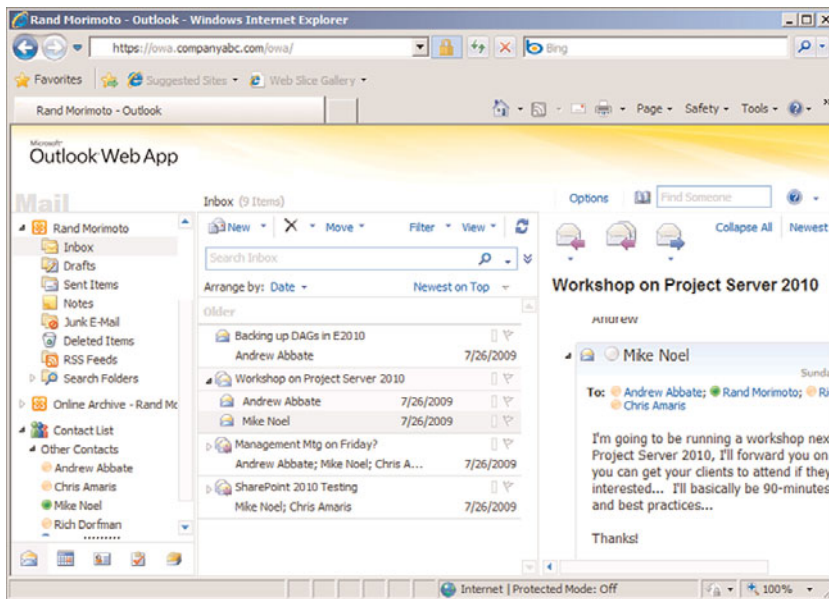 Rand Morimoto - Outlook - Windows Internet Explorer
https://owa.companyabc.com/owa/
Bing
Favorites Suggested Sites Web Slice Gallery
Rand Morimoto - Outlook
Page Safety Tools
Microsoft
Outlook Web App
Mail
Inbox (9 Items)
Options Find Someone
Rand Morimoto
Inbox
Drafts
Sent Items
Notes
Junk E-Mail
Deleted Items
RSS Feeds
Search Folders
Online Archive - Rand Mc
Contact List
Other Contacts
Andrew Abbate
Chris Amaris
Mike Noel
Rich Dorfman
New Move Filter View
Search Inbox
Arrange by: Date Newest on Top
Older
Backing up DAGs in E2010
Andrew Abbate 7/26/2009
Workshop on Project Server 2010
Andrew Abbate 7/26/2009
Mike Noel 7/26/2009
Management Mtg on Friday?
Andrew Abbate; Mike Noel; Chris A... 7/26/2009
SharePoint 2010 Testing
Mike Noel; Chris Amaris 7/26/2009
Collapse All Newest
Workshop on Project Server 2010
Andrew
Mike Noel
Sunda
To: Andrew Abbate; Rand Morimoto; Ri
Chris Amaris
I'm going to be running a workshop nex
Project Server 2010, I'll forward you on
you can get your clients to attend if they
interested... I'll basically be 90-minutes
and best practices...
Thanks!
Internet | Protected Mode: Off 100%